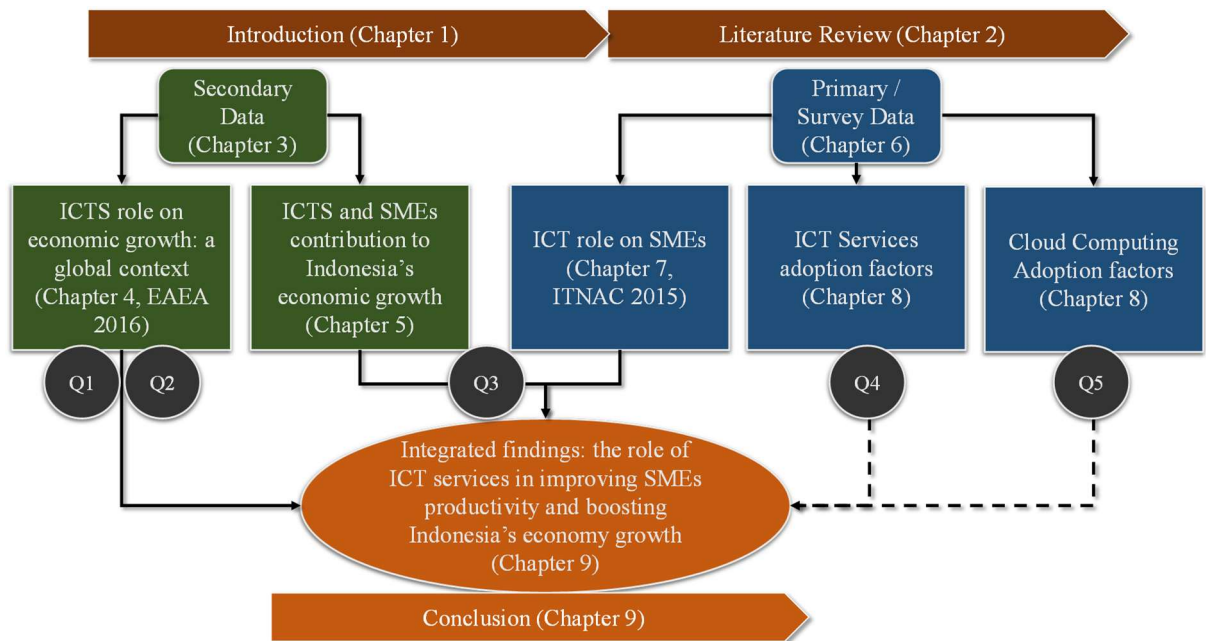 Introduction (Chapter 1)
Literature Review (Chapter 2)
Secondary
Data
(Chapter 3)
Primary /
Survey Data
(Chapter 6)
ICTS role on
economic growth: a
global context
(Chapter 4, EAEA
2016)
ICTS and SMEs
contribution to
Indonesia’s
economic growth
(Chapter 5)
ICT role on SMEs
(Chapter 7,
ITNAC 2015)
ICT Services
adoption factors
(Chapter 8)
Cloud Computing
Adoption factors
(Chapter 8)
Q1
Q2
Q3
Q4
Q5
Integrated findings: the role of
ICT services in improving SMEs
productivity and boosting
Indonesia’s economy growth
(Chapter 9)
Conclusion (Chapter 9)